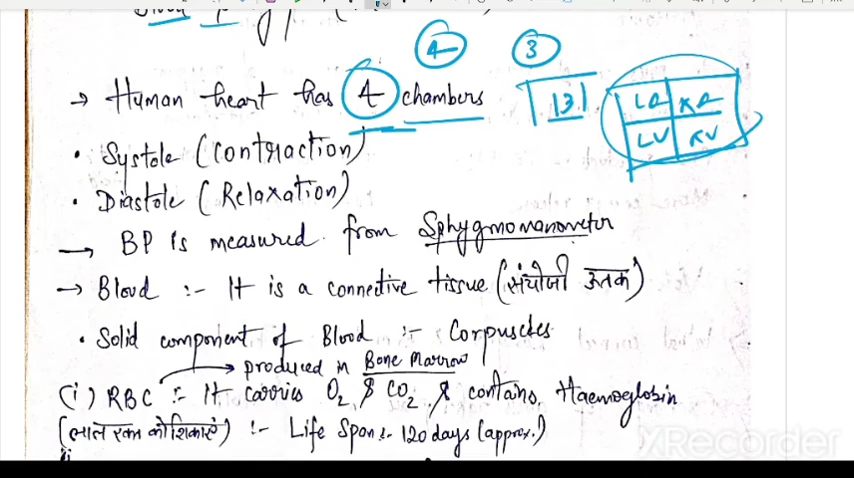 ④ ③
→ Human heart has 4 chambers |3|
LA RA
LV RV
• Systole (Contraction)
• Diastole (Relaxation)
→ BP is measured from Sphygmomanometer
→ Blood :- It is a connective tissue (संयोजी ऊतक)
• Solid component of Blood :- Corpuscles
→ produced in Bone Marrow
(i) RBC :- It carries O₂ & CO₂ & contains Haemoglobin
(लाल रक्त कोशिकाएं) :- Life Span :- 120 days (approx.)
XRecorder